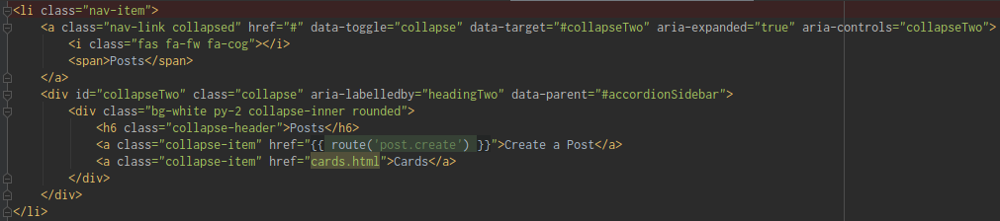 <li class="nav-item">
    <a class="nav-link collapsed" href="#" data-toggle="collapse" data-target="#collapseTwo" aria-expanded="true" aria-controls="collapseTwo">
        <i class="fas fa-fw fa-cog"></i>
        <span>Posts</span>
    </a>
    <div id="collapseTwo" class="collapse" aria-labelledby="headingTwo" data-parent="#accordionSidebar">
        <div class="bg-white py-2 collapse-inner rounded">
            <h6 class="collapse-header">Posts</h6>
            <a class="collapse-item" href="{{ route('post.create') }}">Create a Post</a>
            <a class="collapse-item" href="cards.html">Cards</a>
        </div>
    </div>
</li>